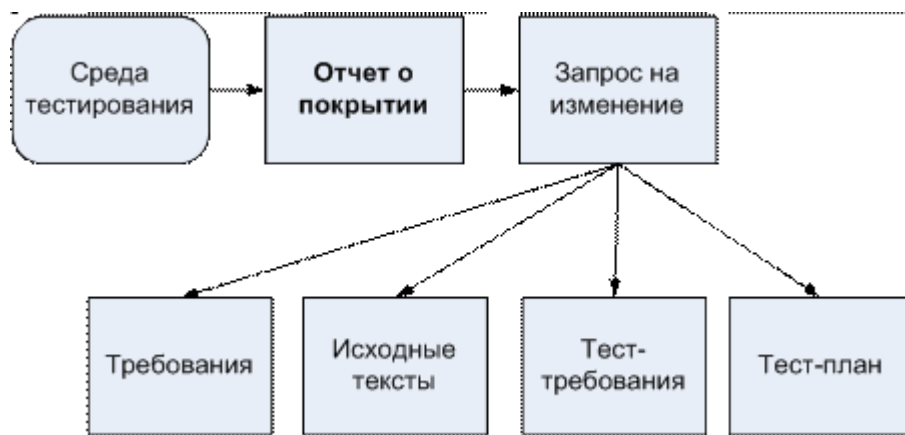 Среда
тестирования
Отчет о
покрытии
Запрос на
изменение
Требования
Исходные
тексты
Тест-
требования
Тест-план